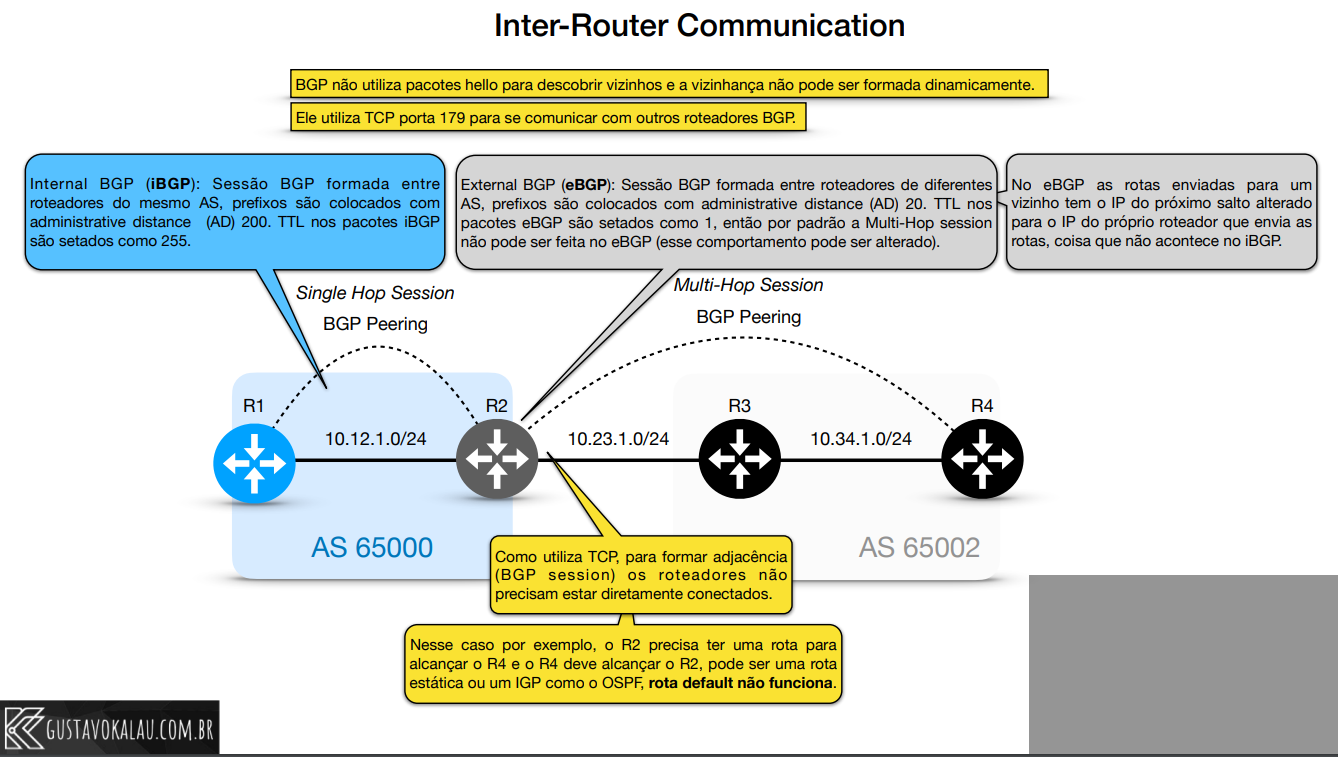 Inter-Router Communication
BGP não utiliza pacotes hello para descobrir vizinhos e a vizinhança não pode ser formada dinamicamente.
Ele utiliza TCP porta 179 para se comunicar com outros roteadores BGP.
Internal BGP (iBGP): Sessão BGP formada entre
roteadores do mesmo AS, prefixos são colocados com
administrative distance (AD) 200. TTL nos pacotes iBGP
são setados como 255.
External BGP (eBGP): Sessão BGP formada entre roteadores de diferentes
AS, prefixos são colocados com administrative distance (AD) 20. TTL nos
pacotes eBGP são setados como 1, então por padrão a Multi-Hop session
não pode ser feita no eBGP (esse comportamento pode ser alterado).
No eBGP as rotas enviadas para um
vizinho tem o IP do próximo salto alterado
para o IP do próprio roteador que envia as
rotas, coisa que não acontece no iBGP.
Single Hop Session
BGP Peering
Multi-Hop Session
BGP Peering
R1
R2
R3
R4
10.12.1.0/24
10.23.1.0/24
10.34.1.0/24
AS 65000
AS 65002
Como utiliza TCP, para formar adjacência
(BGP session) os roteadores não
precisam estar diretamente conectados.
Nesse caso por exemplo, o R2 precisa ter uma rota para
alcançar o R4 e o R4 deve alcançar o R2, pode ser uma rota
estática ou um IGP como o OSPF, rota default não funciona.
GUSTAVOKALAU.COM.BR